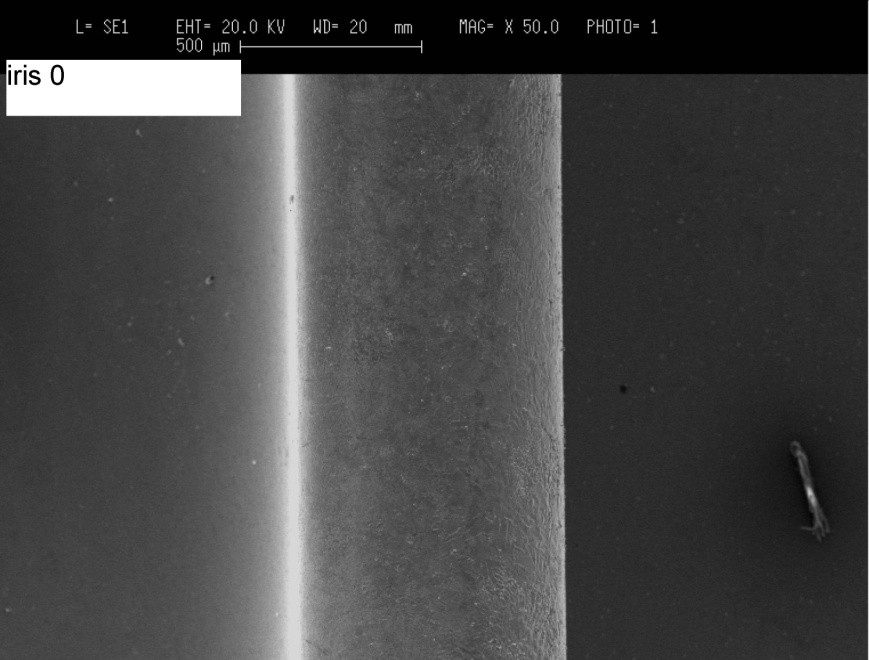 L= SE1 EHT= 20.0 KV WD= 20 mm MAG= X 50.0 PHOTO= 1
500 µm
iris 0